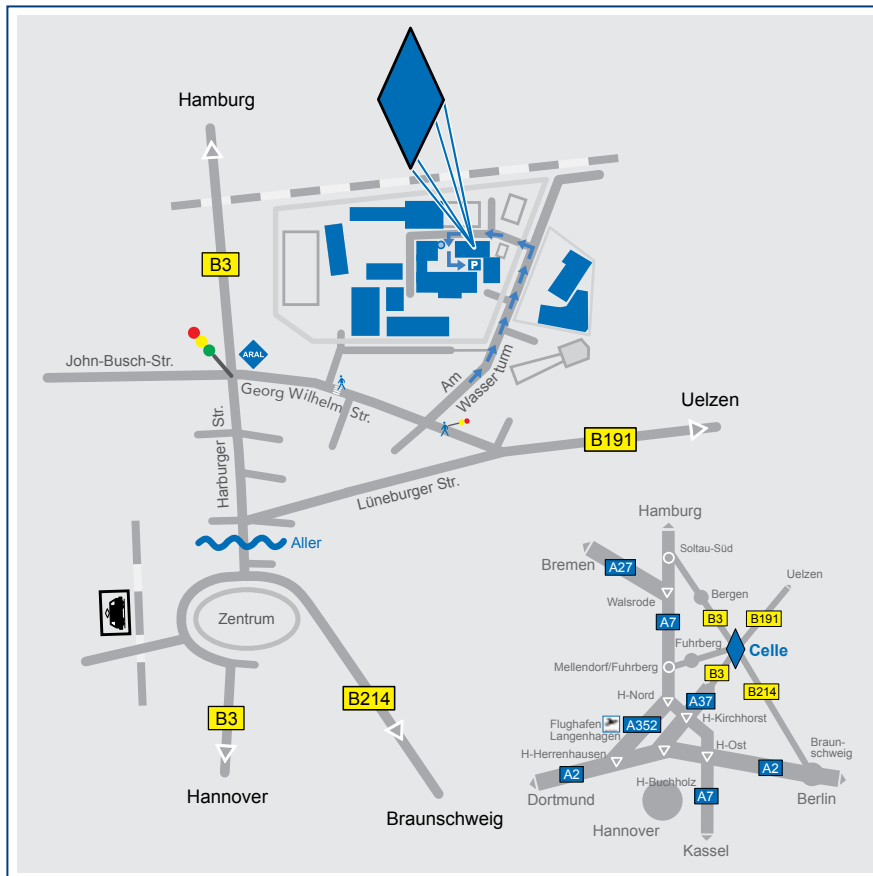 Hamburg
B3
ARAL
John-Busch-Str.
Georg Wilhelm Str.
Am
Wasserturm
P
Uelzen
B191
Harburger Str.
Lüneburger Str.
Aller
Zentrum
B3
B214
Hannover
Braunschweig
Hamburg
Soltau-Süd
Bremen
A27
Uelzen
Walsrode
Bergen
A7
B3
B191
Fuhrberg
Celle
Mellendorf/Fuhrberg
B3
H-Nord
A37
B214
Flughafen
Langenhagen
A352
H-Kirchhorst
H-Herrenhausen
H-Ost
Braun-
schweig
A2
H-Buchholz
A2
Dortmund
A7
Berlin
Hannover
Kassel